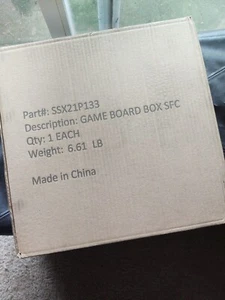 Part#: SSX21P133
Description: GAME BOARD BOX SFC
Qty: 1 EACH
Weight: 6.61 LB
Made in China